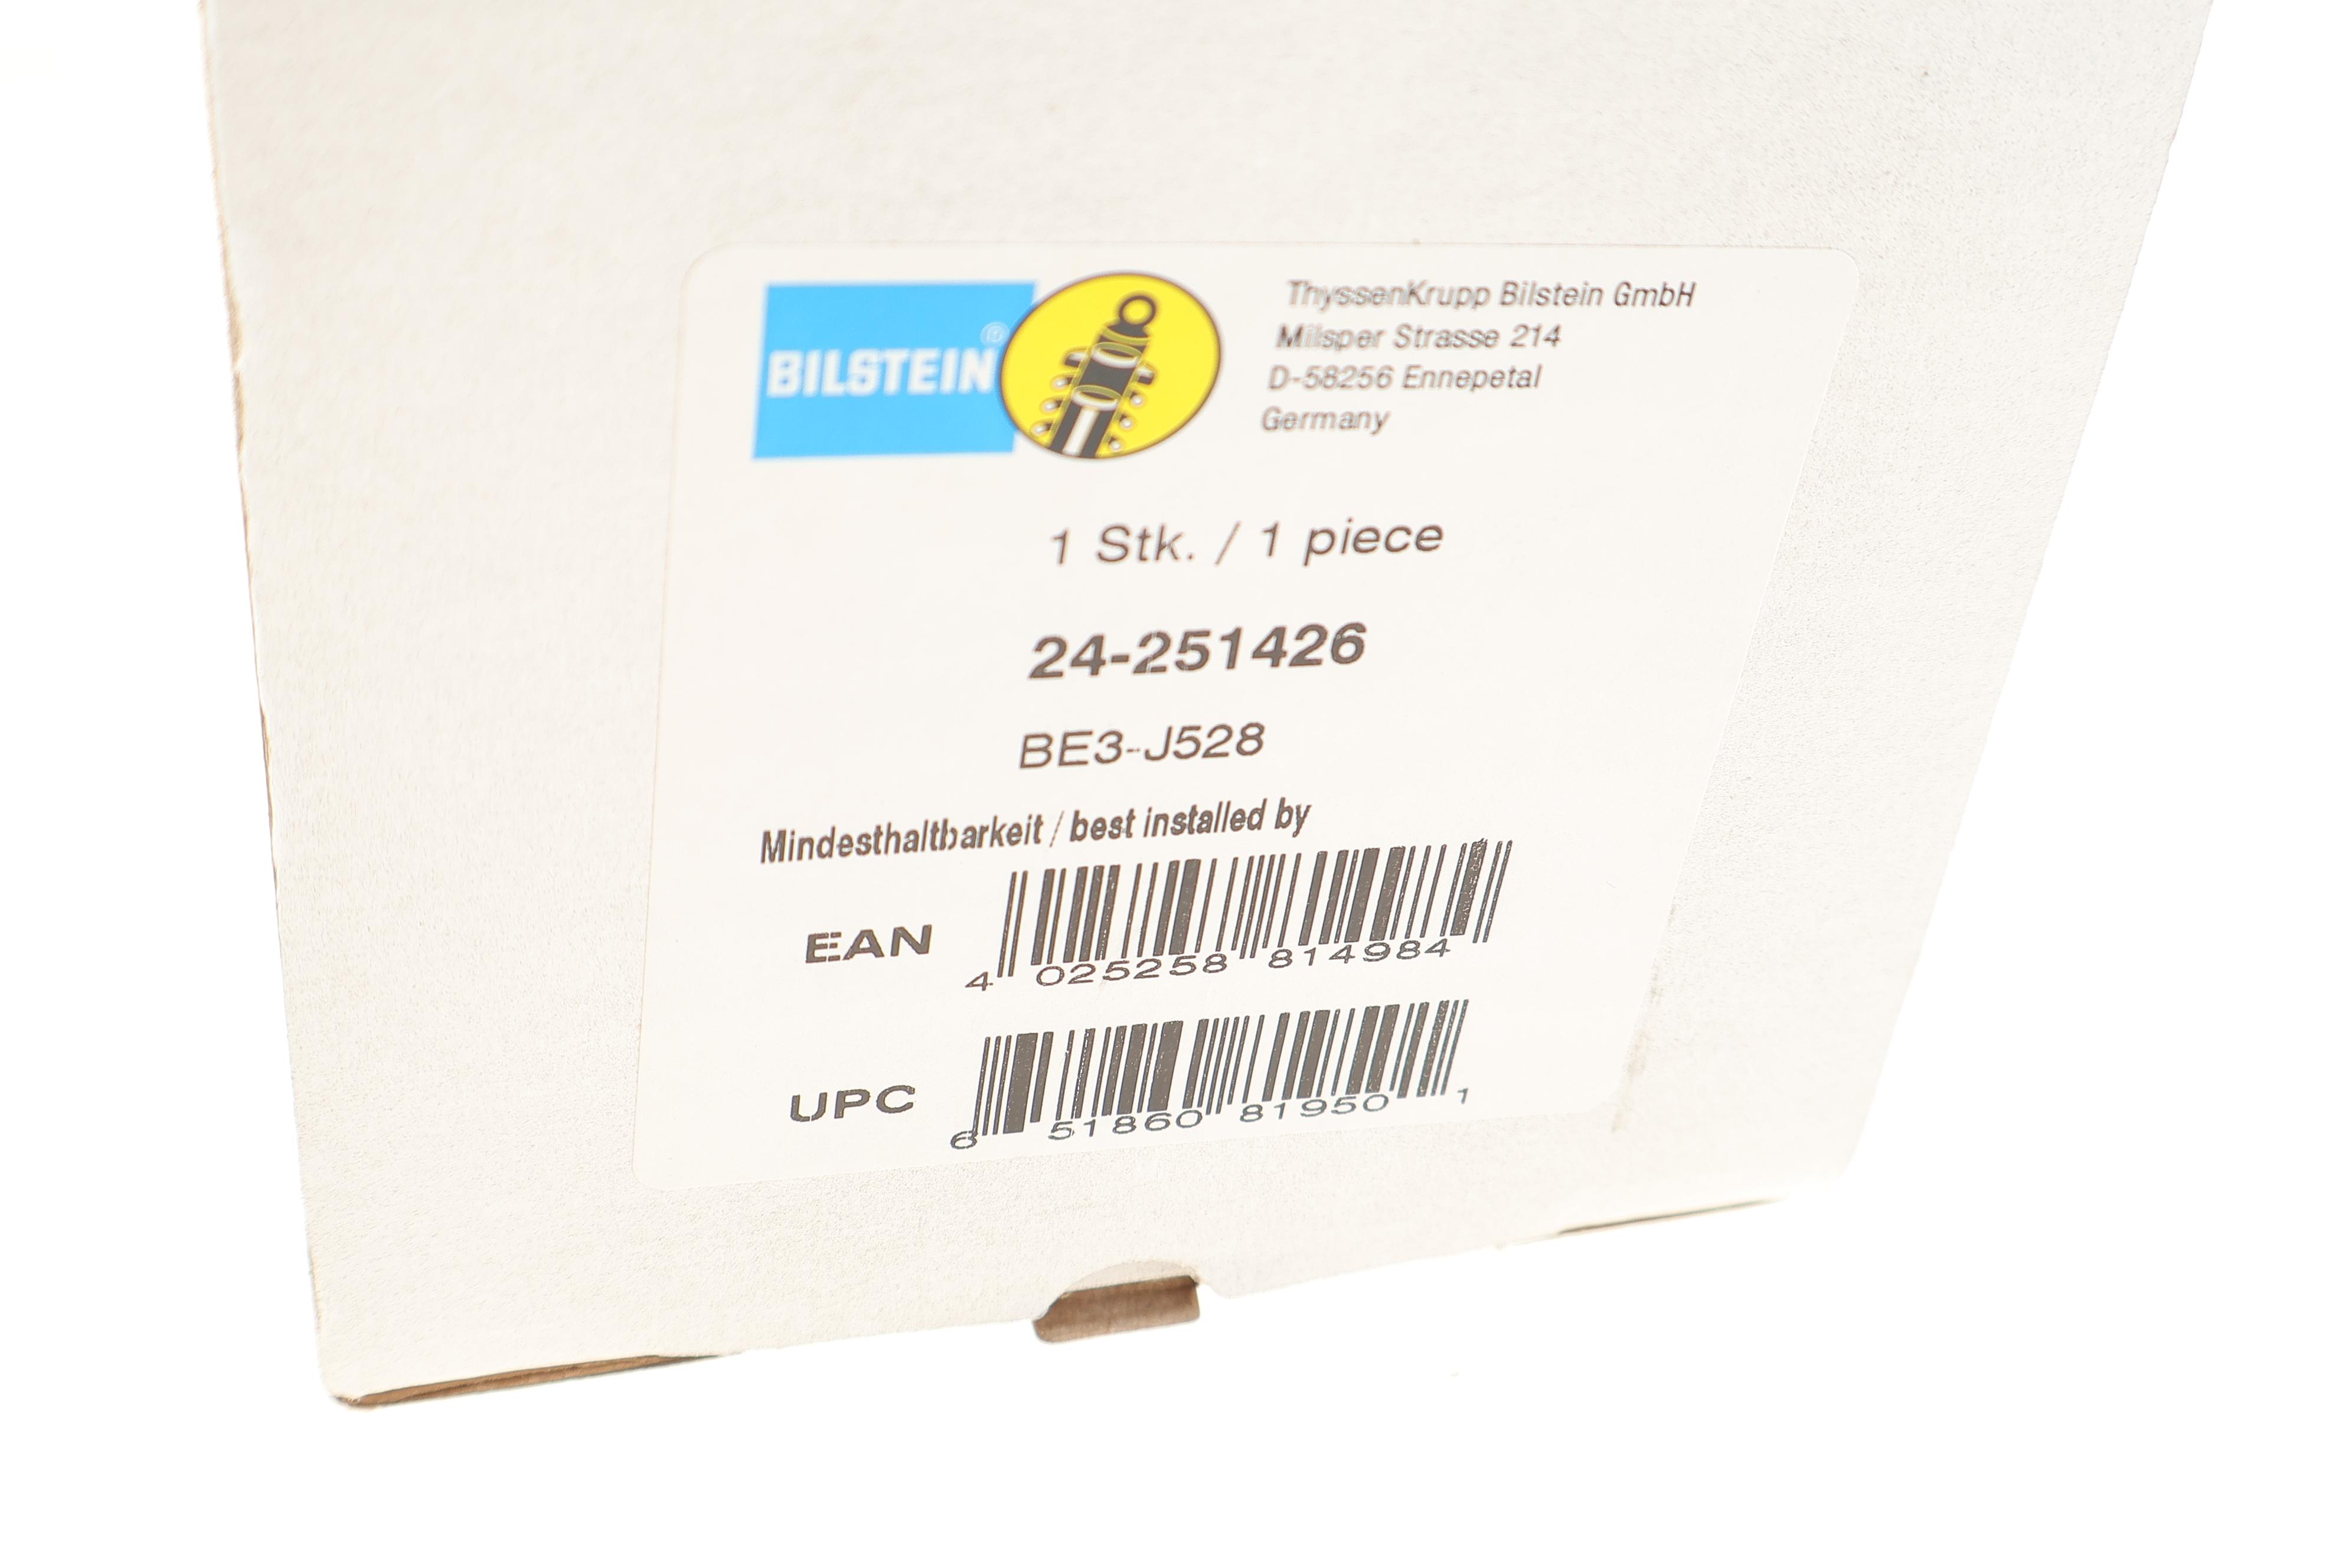 BILSTEIN®
ThyssenKrupp Bilstein GmbH
Milsper Strasse 214
D-58256 Ennepetal
Germany
1 Stk. / 1 piece
24-251426
BE3-J528
Mindesthaltbarkeit / best installed by
EAN
4 025258 814984
UPC
6 51860 81950 1